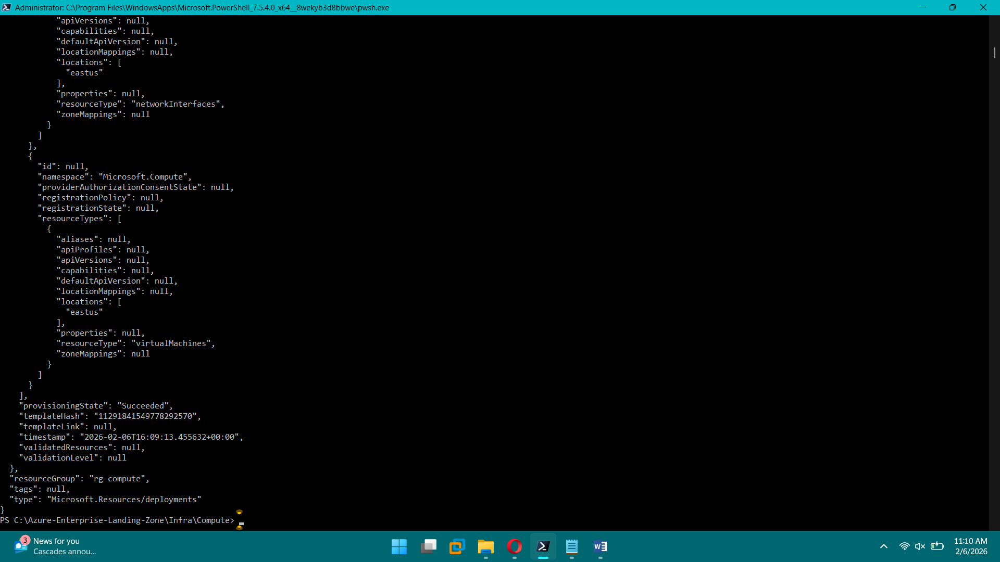 Administrator: C:\Program Files\WindowsApps\Microsoft.PowerShell_7.5.4.0_x64__8wekyb3d8bbwe\pwsh.exe
"apiVersions": null,
"capabilities": null,
"defaultApiVersion": null,
"locationMappings": null,
"locations": [
"eastus"
],
"properties": null,
"resourceType": "networkInterfaces",
"zoneMappings": null
}
]
},
{
"id": null,
"namespace": "Microsoft.Compute",
"providerAuthorizationConsentState": null,
"registrationPolicy": null,
"registrationState": null,
"resourceTypes": [
{
"aliases": null,
"apiProfiles": null,
"apiVersions": null,
"capabilities": null,
"defaultApiVersion": null,
"locationMappings": null,
"locations": [
"eastus"
],
"properties": null,
"resourceType": "virtualMachines",
"zoneMappings": null
}
]
}
],
"provisioningState": "Succeeded",
"templateHash": "11291841549778292570",
"templateLink": null,
"timestamp": "2026-02-06T16:09:13.455632+00:00",
"validatedResources": null,
"validationLevel": null
},
"resourceGroup": "rg-compute",
"tags": null,
"type": "Microsoft.Resources/deployments"
}
PS C:\Azure-Enterprise-Landing-Zone\Infra\Compute>
3
News for you
Cascades annou...
W
11:10 AM
2/6/2026